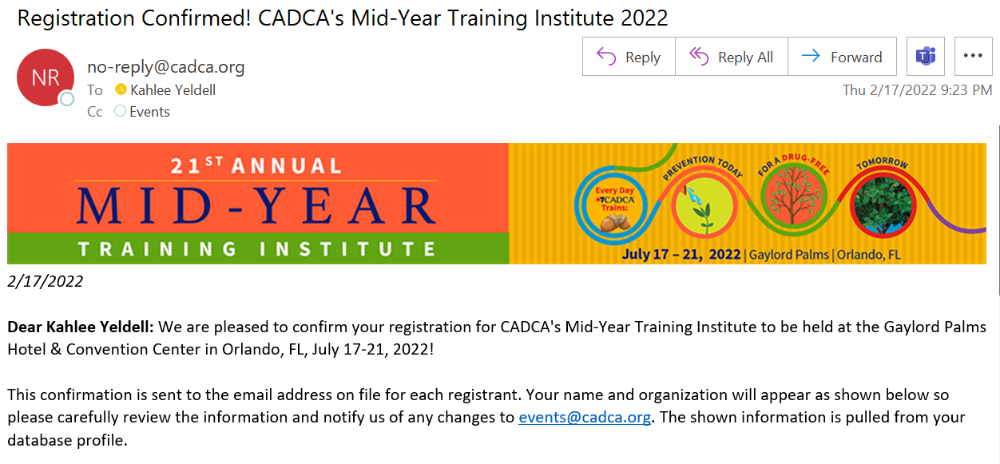 Registration Confirmed! CADCA's Mid-Year Training Institute 2022
NR
no-reply@cadca.org
To Kahlee Yeldell
Cc Events
Reply
Reply All
Forward
Thu 2/17/2022 9:23 PM
21ST ANNUAL
MID-YEAR
TRAINING INSTITUTE
Every Day
CADCA
Trains:
PREVENTION TODAY
FOR A DRUG-FREE
TOMORROW
July 17 – 21, 2022 | Gaylord Palms | Orlando, FL
2/17/2022
Dear Kahlee Yeldell: We are pleased to confirm your registration for CADCA's Mid-Year Training Institute to be held at the Gaylord Palms
Hotel & Convention Center in Orlando, FL, July 17-21, 2022!
This confirmation is sent to the email address on file for each registrant. Your name and organization will appear as shown below so
please carefully review the information and notify us of any changes to events@cadca.org. The shown information is pulled from your
database profile.